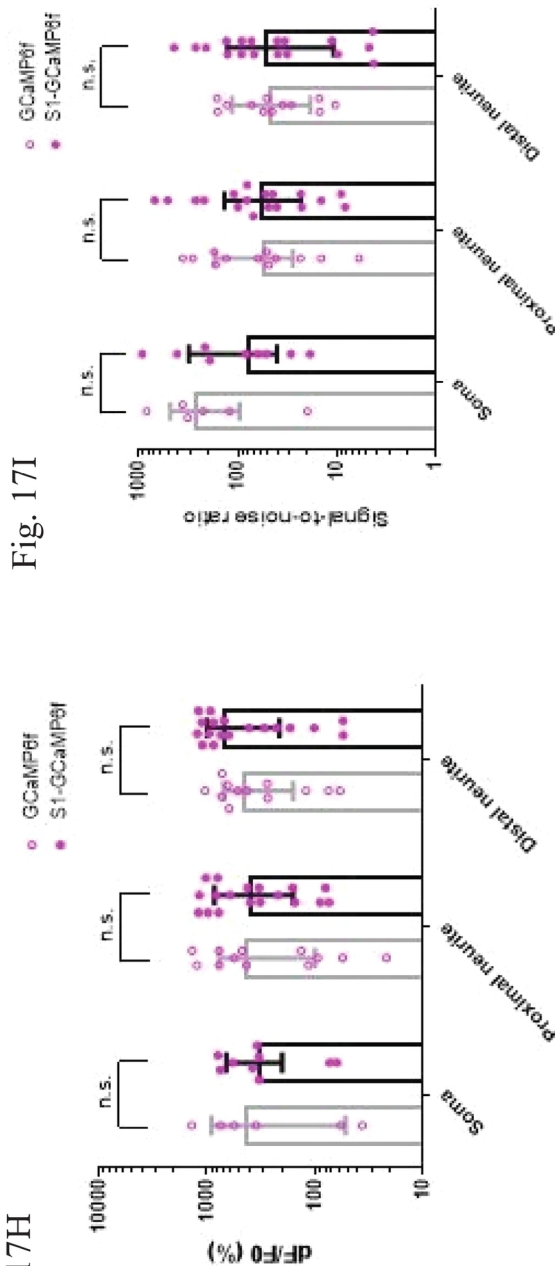 17H
GCaMP6f
S1-GCaMP6f
n.s.
n.s.
n.s.
10000
1000
100
10
dF/F0 (%)
Soma
Proximal neurite
Distal neurite
Fig. 17I
GCaMP6f
S1-GCaMP6f
n.s.
n.s.
n.s.
1000
100
10
1
Signal-to-noise ratio
Soma
Proximal neurite
Distal neurite